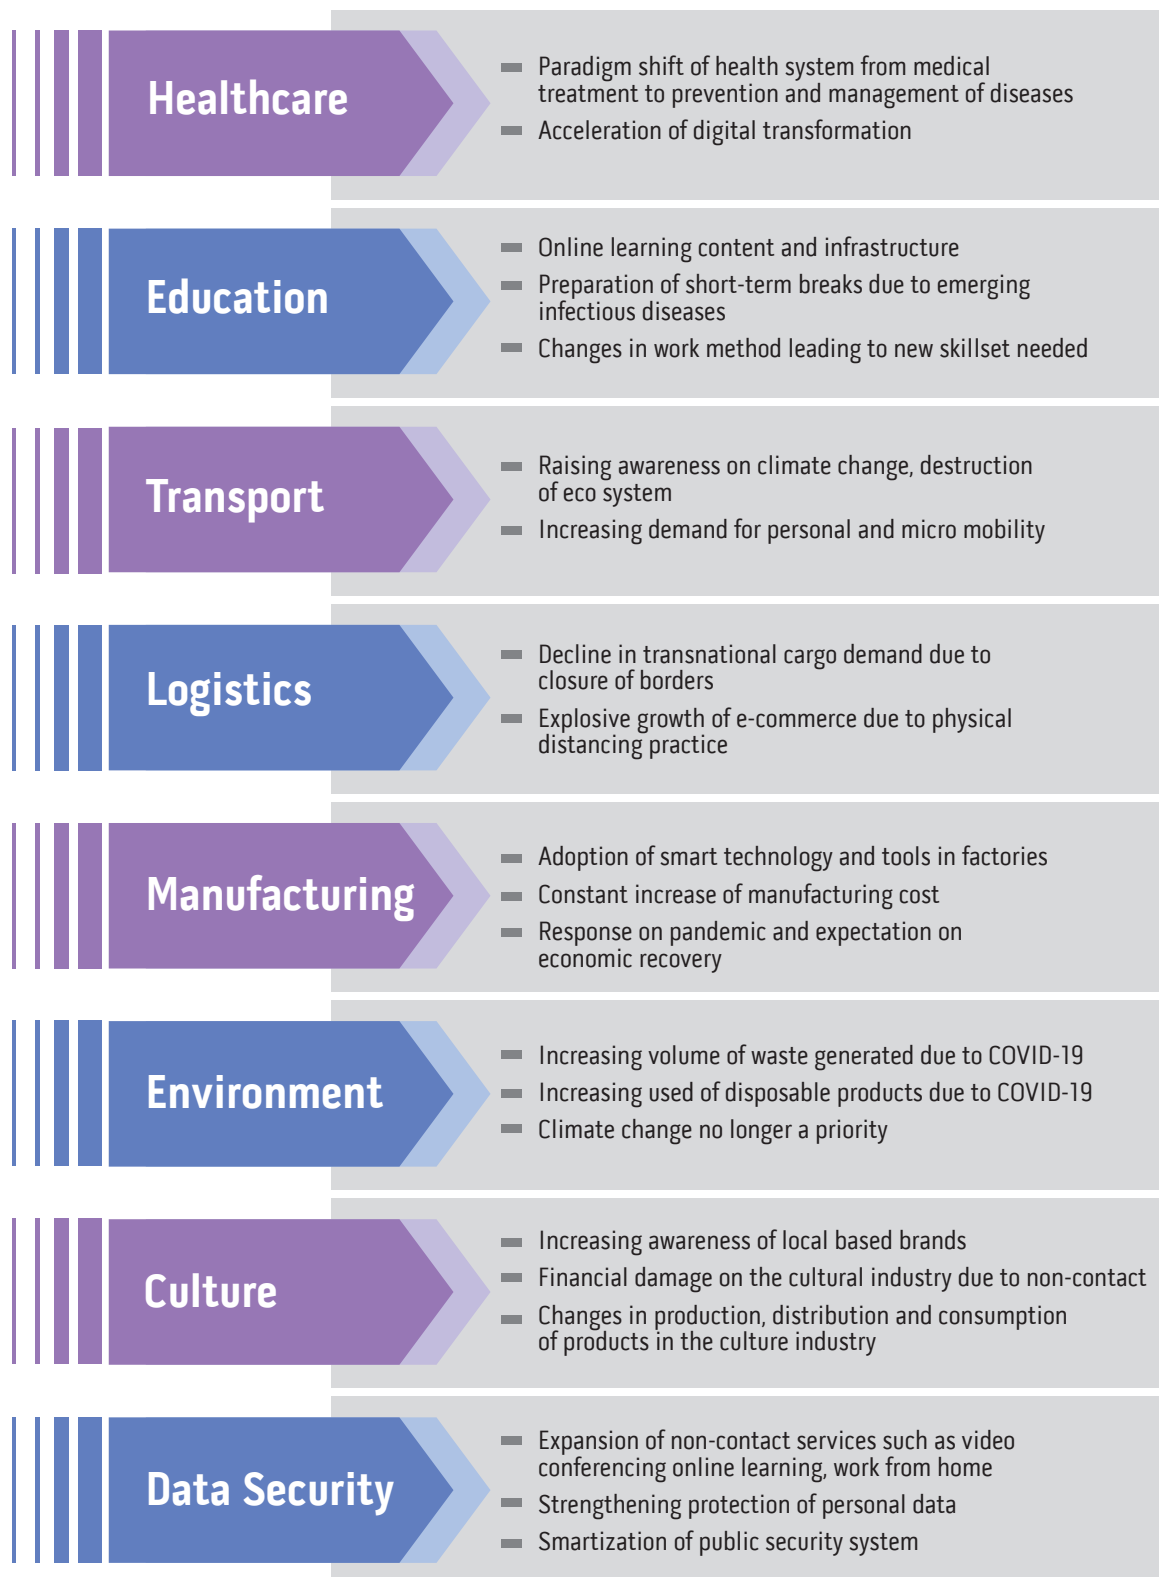 Healthcare
Paradigm shift of health system from medical
treatment to prevention and management of diseases
Acceleration of digital transformation
Education
Online learning content and infrastructure
Preparation of short-term breaks due to emerging
infectious diseases
Changes in work method leading to new skillset needed
Transport
Raising awareness on climate change, destruction
of eco system
Increasing demand for personal and micro mobility
Logistics
Decline in transnational cargo demand due to
closure of borders
Explosive growth of e-commerce due to physical
distancing practice
Manufacturing
Adoption of smart technology and tools in factories
Constant increase of manufacturing cost
Response on pandemic and expectation on
economic recovery
Environment
Increasing volume of waste generated due to COVID-19
Increasing used of disposable products due to COVID-19
Climate change no longer a priority
Culture
Increasing awareness of local based brands
Financial damage on the cultural industry due to non-contact
Changes in production, distribution and consumption
of products in the culture industry
Data Security
Expansion of non-contact services such as video
conferencing online learning, work from home
Strengthening protection of personal data
Smartization of public security system